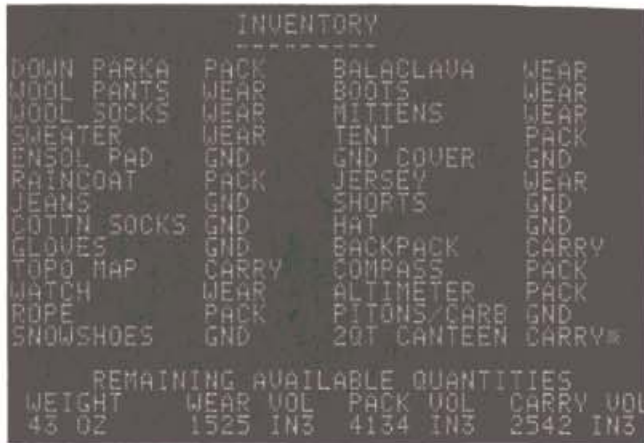 INVENTORY
---------
DOWN PARKA PACK BALACLAVA WEAR
WOOL PANTS WEAR BOOTS WEAR
WOOL SOCKS WEAR MITTENS WEAR
SWEATER WEAR TENT PACK
ENSOL PAD GND GND COVER GND
RAINCOAT PACK JERSEY WEAR
JEANS GND SHORTS GND
COTTN SOCKS GND HAT GND
GLOVES GND BACKPACK CARRY
TOPO MAP CARRY COMPASS PACK
WATCH WEAR ALTIMETER PACK
ROPE PACK PITONS/CARB GND
SNOWSHOES GND 2QT CANTEEN CARRY*
REMAINING AVAILABLE QUANTITIES
WEIGHT WEAR VOL PACK VOL CARRY VOL
43 OZ 1525 IN3 4134 IN3 2542 IN3